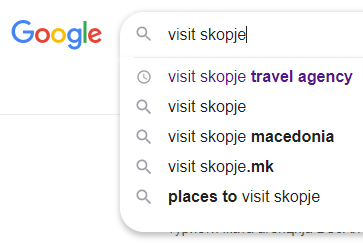 Google
visit skopje
visit skopje travel agency
visit skopje
visit skopje macedonia
visit skopje.mk
places to visit skopje